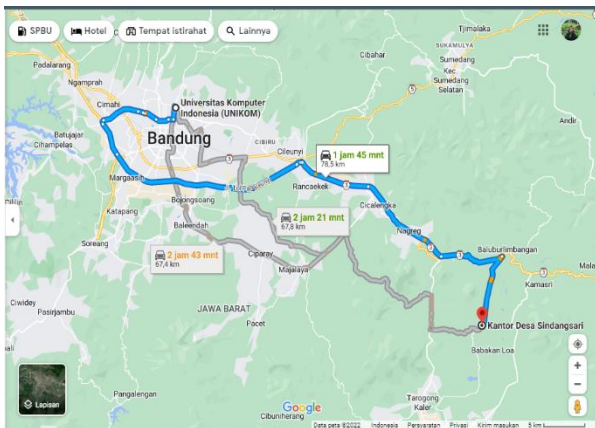 SPBU
Hotel
Tempat istirahat
Lainnya
Tjimalaka
SUKAMULYA
Sumedang
Sumedang
Kec.
Sumedang
Selatan
Cibahar
Padalarang
Ngamprah
Cimahi
Universitas Komputer
Indonesia (UNIKOM)
Andir
Batujajar
Cihampelas
Bandung
CIBIRU
Cileunyi
1 jam 45 mnt
78,5 km
Margaasih
Rancaekek
Bojongsoang
Cicalengka
Katapang
2 jam 21 mnt
67,8 km
Baleendah
Nagreg
Soreang
2 jam 43 mnt
67,4 km
Ciparay
Majalaya
Baluburlimbangan
Kamasri
Ciwidey
Pasirjambu
JAWA BARAT
Pacet
Kantor Desa Sindangsari
Babakan Loa
Pangalengan
Tarogong
Kaler
Lapisan
Google
Cibuniherang
Data peta ©2022 Indonesia Persyaratan Privasi Kirim masukan 5 km